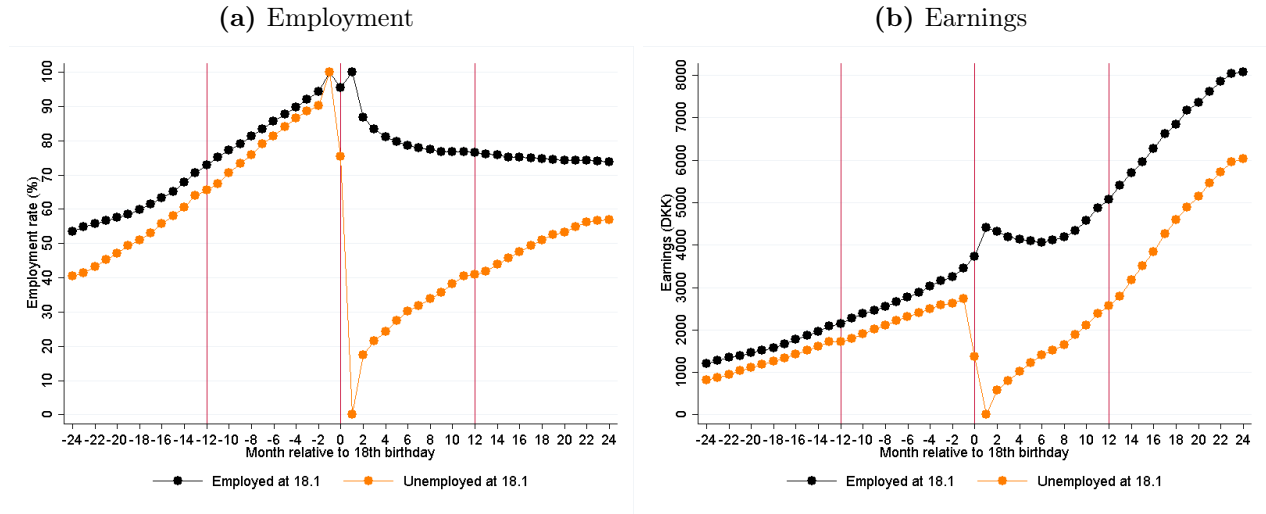 (a) Employment
(b) Earnings
Employment rate (%)
100
90
80
70
60
50
40
30
20
10
0
-24 -22 -20 -18 -16 -14 -12 -10 -8 -6 -4 -2 0 2 4 6 8 10 12 14 16 18 20 22 24
Month relative to 18th birthday
Employed at 18.1 Unemployed at 18.1
Earnings (DKK)
8000
7000
6000
5000
4000
3000
2000
1000
0
-24 -22 -20 -18 -16 -14 -12 -10 -8 -6 -4 -2 0 2 4 6 8 10 12 14 16 18 20 22 24
Month relative to 18th birthday
Employed at 18.1 Unemployed at 18.1